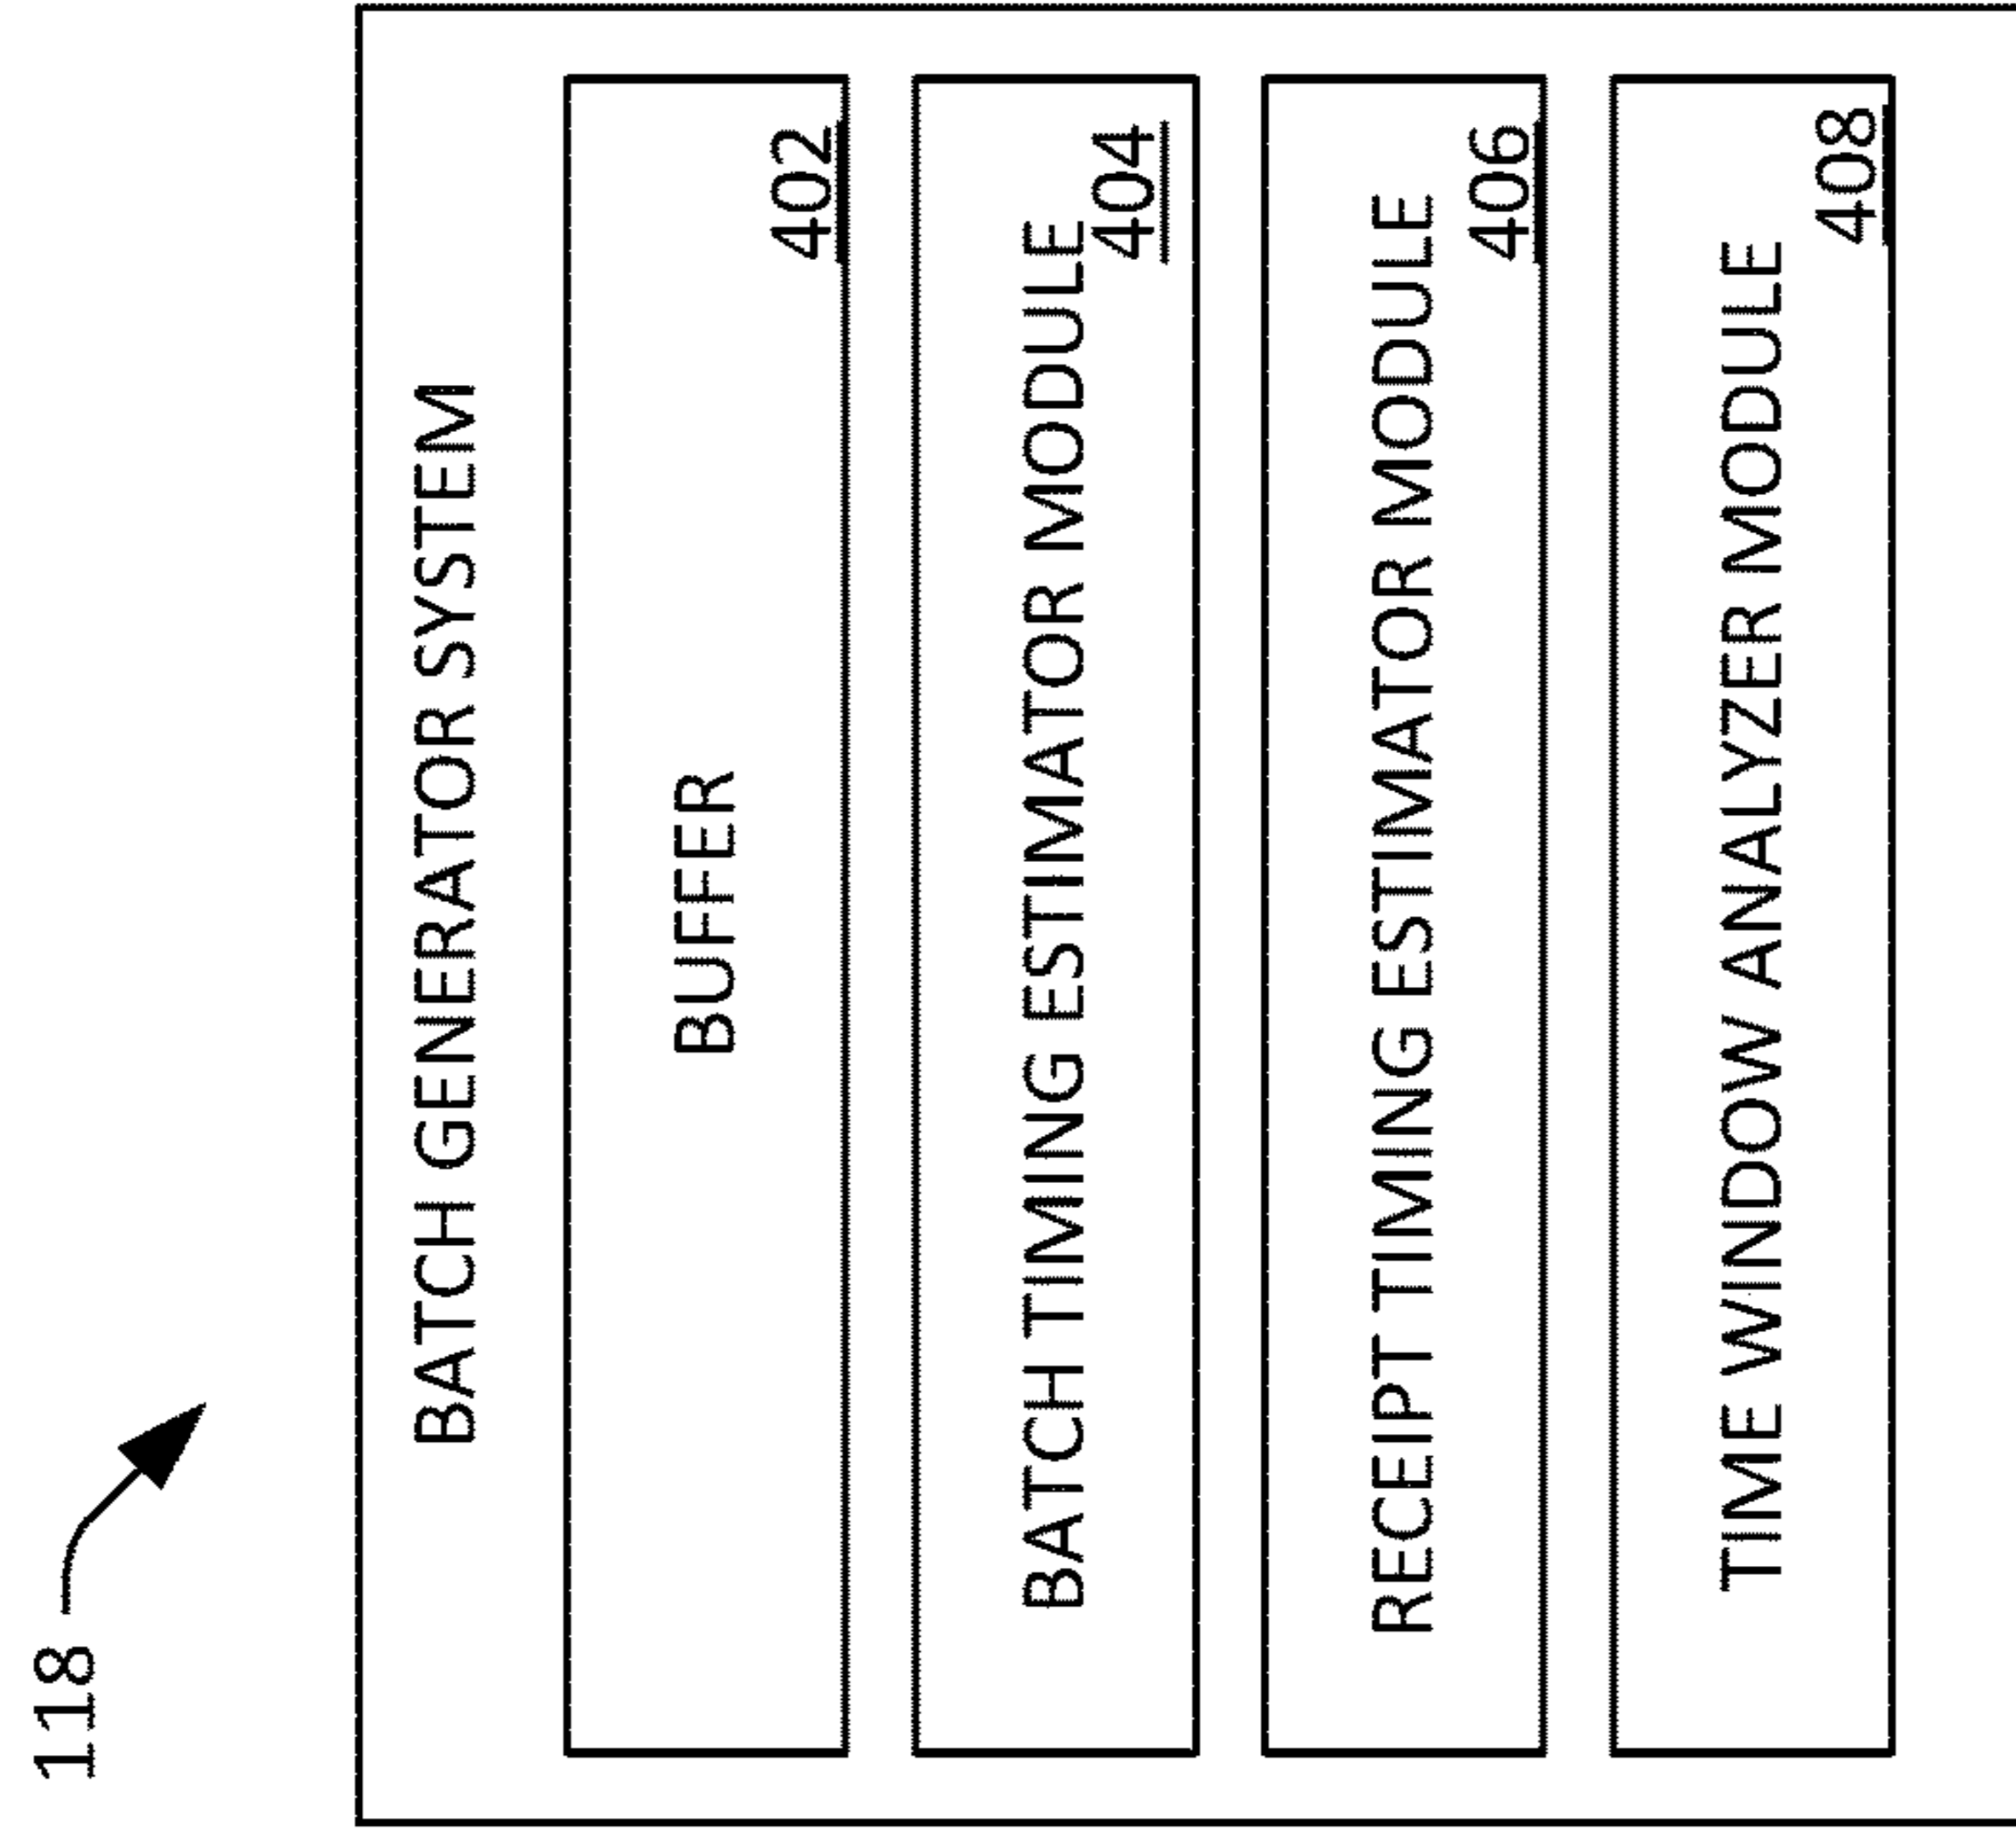 118
BATCH GENERATOR SYSTEM
BUFFER
402
BATCH TIMING ESTIMATOR MODULE
404
RECEIPT TIMING ESTIMATOR MODULE
406
TIME WINDOW ANALYZER MODULE
408